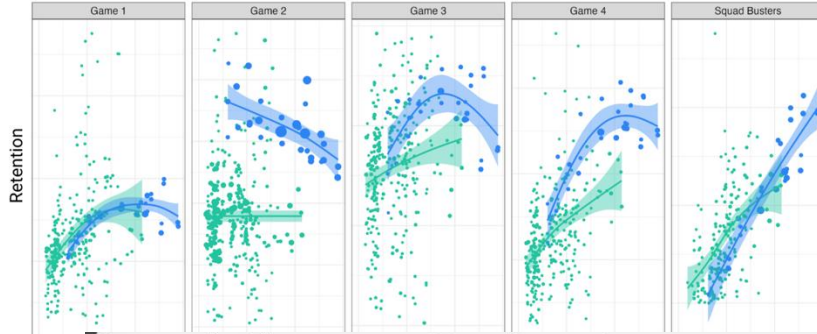 Game 1
Game 2
Game 3
Game 4
Squad Busters
Retention